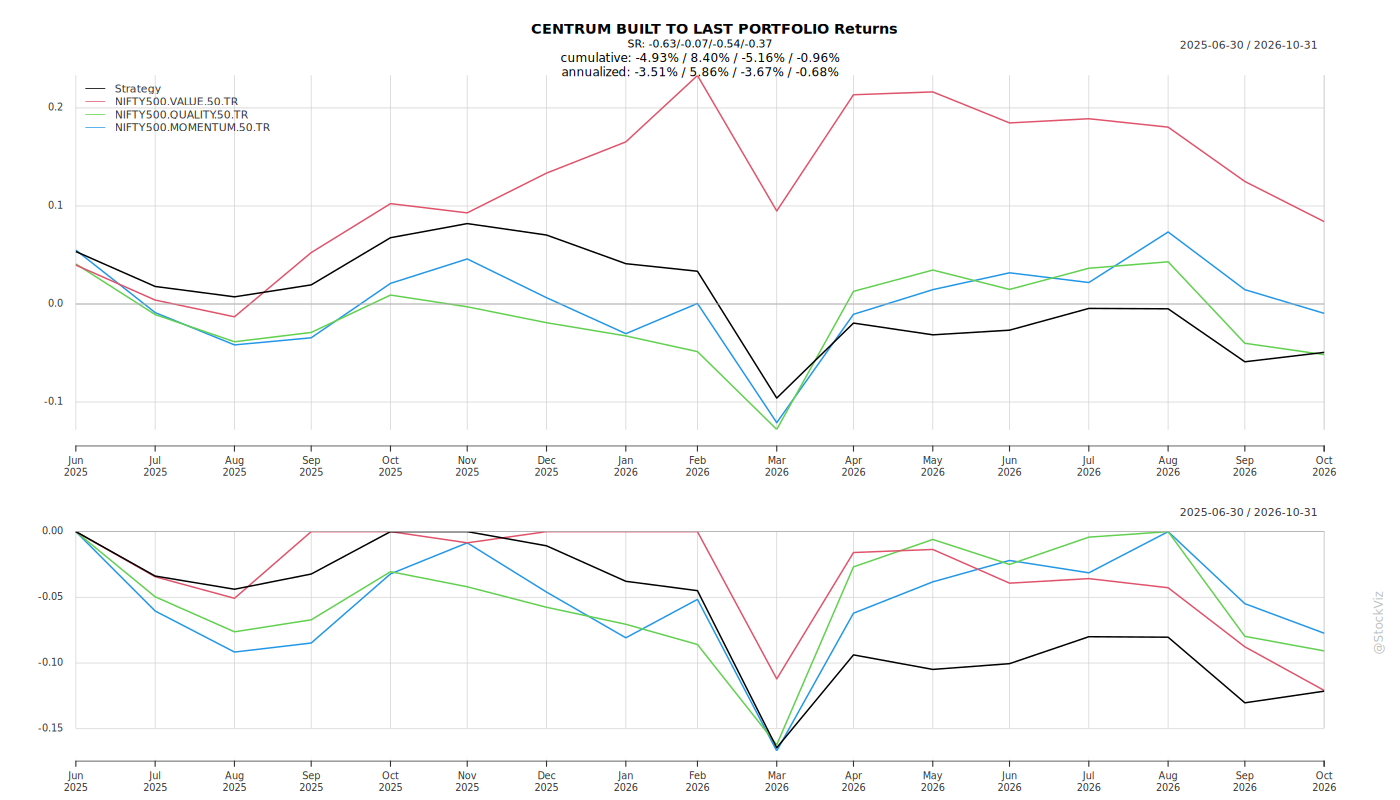 CENTRUM BUILT TO LAST PORTFOLIO Returns
SR: -0.63/-0.07/-0.54/-0.37
cumulative: -4.93% / 8.40% / -5.16% / -0.96%
annualized: -3.51% / 5.86% / -3.67% / -0.68%
2025-06-30 / 2026-10-31
Strategy
NIFTY500.VALUE.50.TR
NIFTY500.QUALITY50.TR
NIFTY500.MOMENTUM.50.TR
0.2
0.1
0.0
-0.1
Jun Jul Aug Sep Oct Nov Dec Jan Feb Mar Apr May Jun Jul Aug Sep Oct
2025 2025 2025 2025 2025 2025 2025 2026 2026 2026 2026 2026 2026 2026 2026 2026 2026
2025-06-30 / 2026-10-31
0.00
-0.05
-0.10
-0.15
Jun Jul Aug Sep Oct Nov Dec Jan Feb Mar Apr May Jun Jul Aug Sep Oct
2025 2025 2025 2025 2025 2025 2025 2026 2026 2026 2026 2026 2026 2026 2026 2026 2026
@StockViz